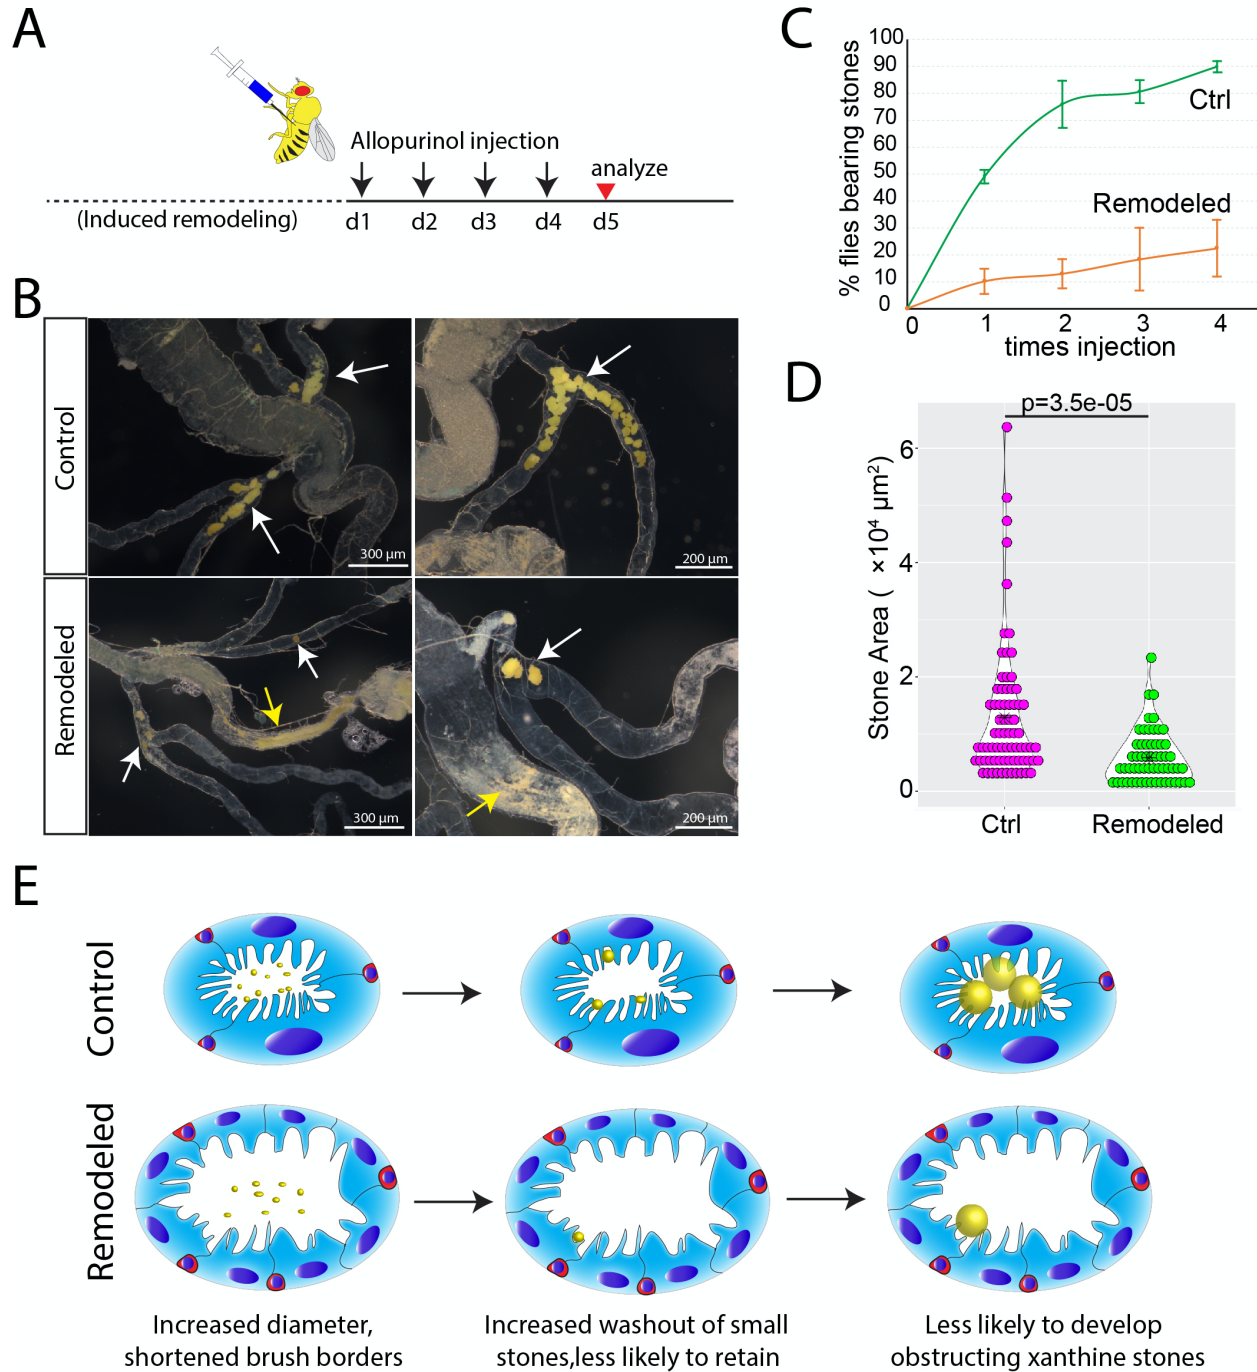 A
Allopurinol injection
analyze
(Induced remodeling)
d1 d2 d3 d4 d5
B
Control
300 µm
200 µm
Remodeled
300 µm
200 µm
C
% flies bearing stones
100
90
80
70
60
50
40
30
20
10
0
Ctrl
Remodeled
0 1 2 3 4
times injection
D
p=3.5e-05
Stone Area ( ×10⁴ µm²)
6
4
2
0
Ctrl Remodeled
E
Control
Remodeled
Increased diameter,
shortened brush borders
Increased washout of small
stones,less likely to retain
Less likely to develop
obstructing xanthine stones